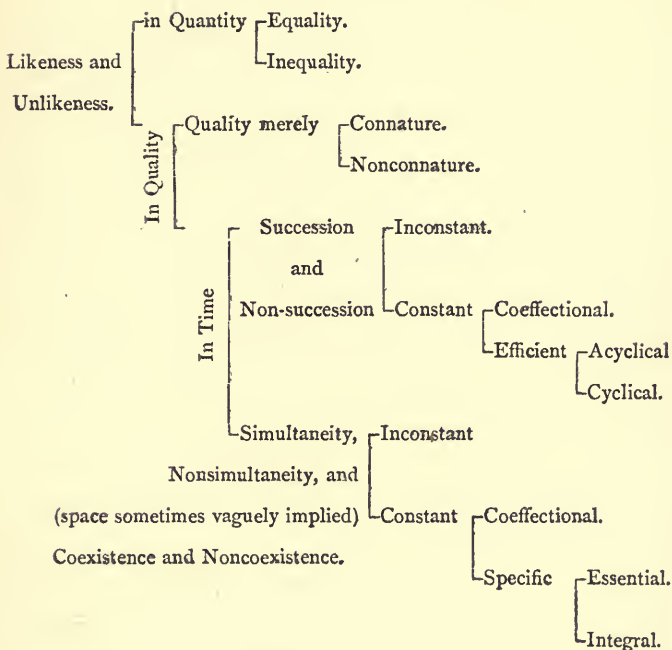 in Quantity Equality.
Likeness and Inequality.
Unlikeness.
In Quality
Quality merely Connature.
Nonconnature.
In Time
Succession Inconstant.
and
Non-succession Constant Coeffectional.
Efficient Acyclical
Cyclical.
Simultaneity, Inconstant
Nonsimultaneity, and
(space sometimes vaguely implied) Constant Coeffectional.
Coexistence and Noncoexistence.
Specific Essential.
Integral.